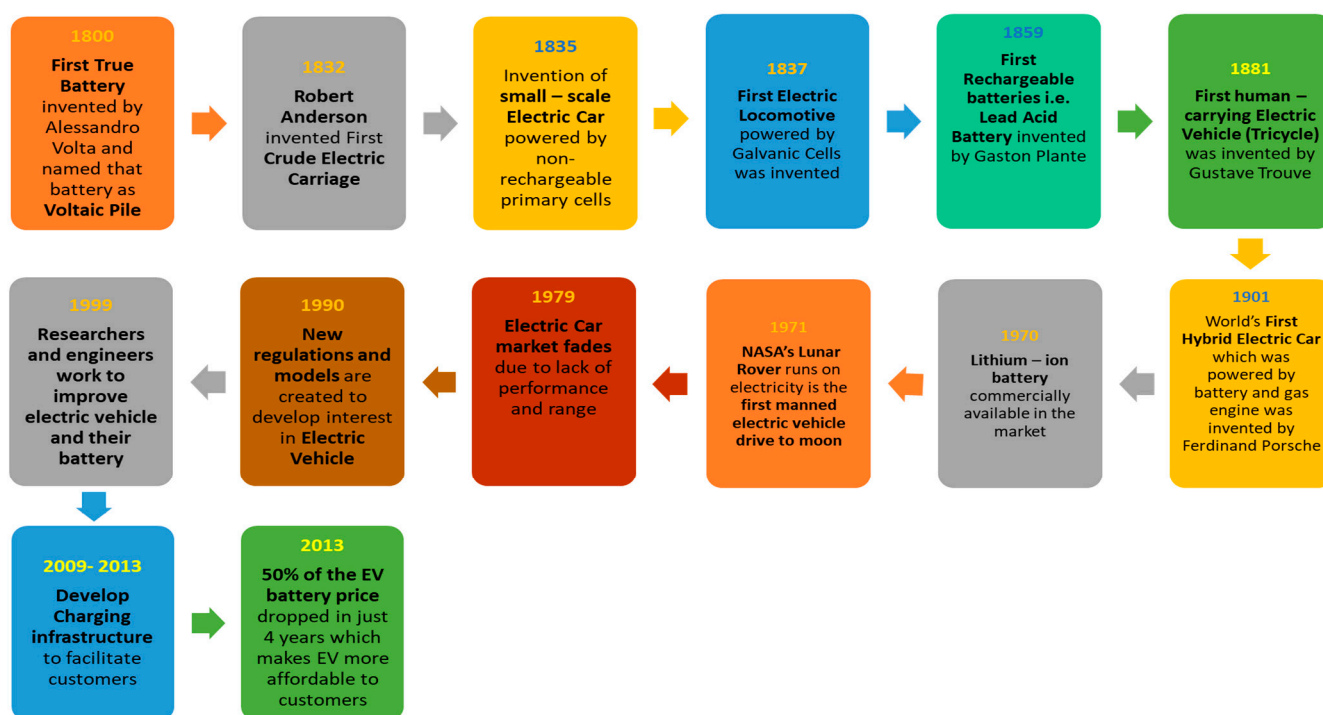 1800
First True
Battery
invented by
Alessandro
Volta and
named that
battery as
Voltaic Pile
1832
Robert
Anderson
invented First
Crude Electric
Carriage
1835
Invention of
small – scale
Electric Car
powered by
non-
rechargeable
primary cells
1837
First Electric
Locomotive
powered by
Galvanic Cells
was invented
1859
First
Rechargeable
batteries i.e.
Lead Acid
Battery invented
by Gaston Plante
1881
First human –
carrying Electric
Vehicle (Tricycle)
was invented by
Gustave Trouve
1901
World's First
Hybrid Electric Car
which was
powered by
battery and gas
engine was
invented by
Ferdinand Porsche
1970
Lithium – ion
battery
commercially
available in the
market
1971
NASA's Lunar
Rover runs on
electricity is the
first manned
electric vehicle
drive to moon
1979
Electric Car
market fades
due to lack of
performance
and range
1990
New
regulations and
models are
created to
develop interest
in Electric
Vehicle
1999
Researchers
and engineers
work to
improve
electric vehicle
and their
battery
2009- 2013
Develop
Charging
infrastructure
to facilitate
customers
2013
50% of the EV
battery price
dropped in just
4 years which
makes EV more
affordable to
customers